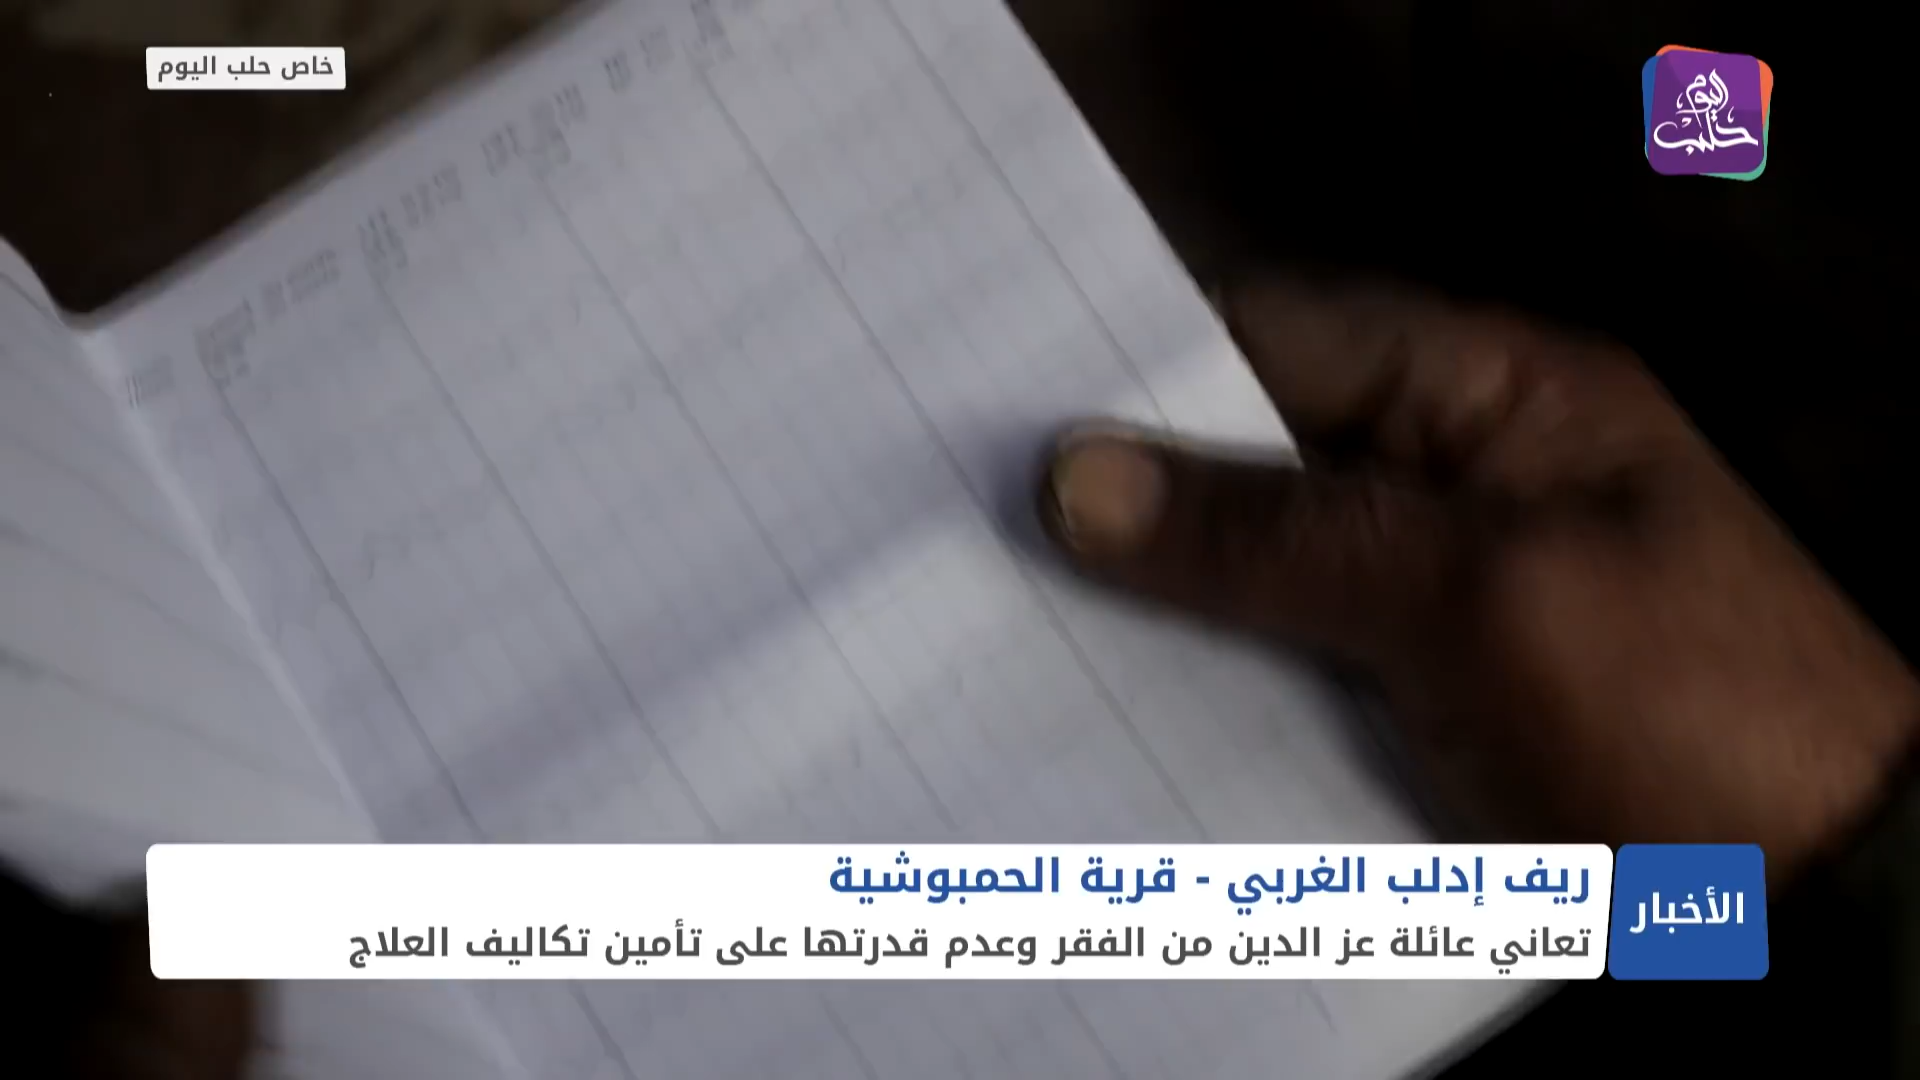 خاص حلب اليوم
حلب اليوم
ريف إدلب الغربي - قرية الحمبوشية
تعاني عائلة عز الدين من الفقر وعدم قدرتها على تأمين تكاليف العلاج
الأخبار